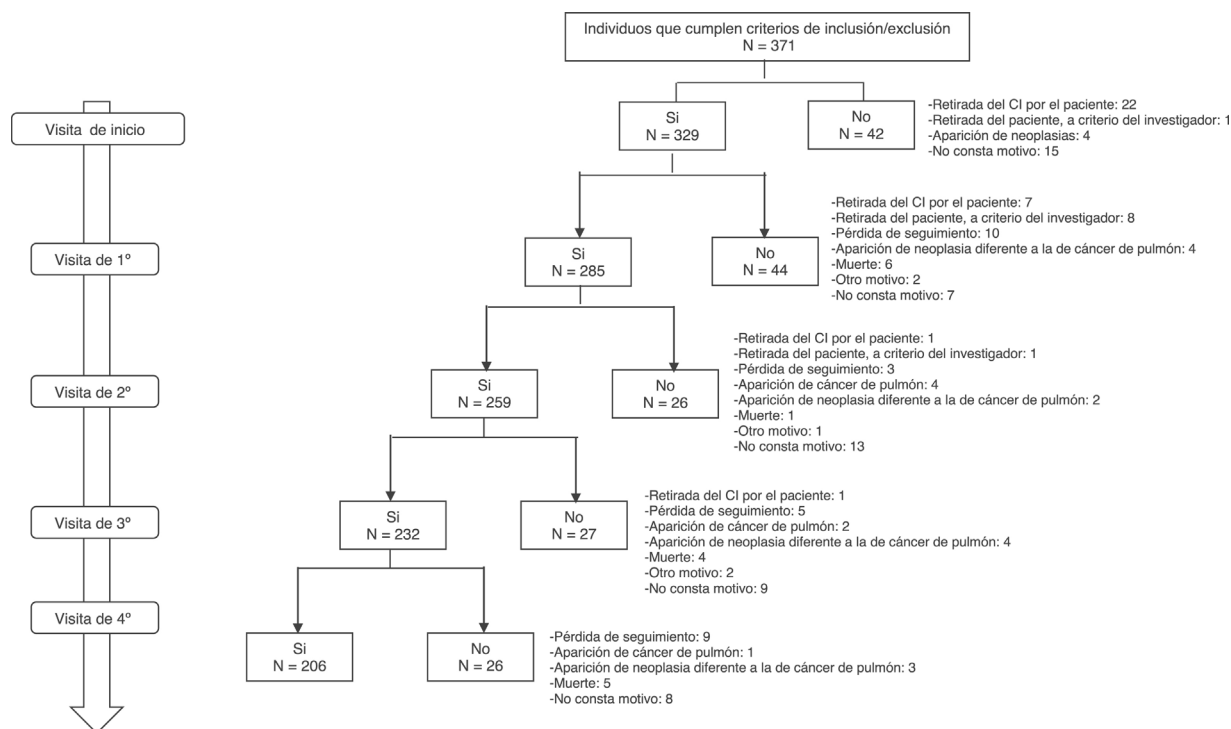 Individuos que cumplen criterios de inclusión/exclusión
N = 371
Visita de inicio
Si
N = 329
No
N = 42
-Retirada del CI por el paciente: 22
-Retirada del paciente, a criterio del investigador: 1
-Aparición de neoplasias: 4
-No consta motivo: 15
Visita de 1º
Si
N = 285
No
N = 44
-Retirada del CI por el paciente: 7
-Retirada del paciente, a criterio del investigador: 8
-Pérdida de seguimiento: 10
-Aparición de neoplasia diferente a la de cáncer de pulmón: 4
-Muerte: 6
-Otro motivo: 2
-No consta motivo: 7
Visita de 2º
Si
N = 259
No
N = 26
-Retirada del CI por el paciente: 1
-Retirada del paciente, a criterio del investigador: 1
-Pérdida de seguimiento: 3
-Aparición de cáncer de pulmón: 4
-Aparición de neoplasia diferente a la de cáncer de pulmón: 2
-Muerte: 1
-Otro motivo: 1
-No consta motivo: 13
Visita de 3º
Si
N = 232
No
N = 27
-Retirada del CI por el paciente: 1
-Pérdida de seguimiento: 5
-Aparición de cáncer de pulmón: 2
-Aparición de neoplasia diferente a la de cáncer de pulmón: 4
-Muerte: 4
-Otro motivo: 2
-No consta motivo: 9
Visita de 4º
Si
N = 206
No
N = 26
-Pérdida de seguimiento: 9
-Aparición de cáncer de pulmón: 1
-Aparición de neoplasia diferente a la de cáncer de pulmón: 3
-Muerte: 5
-No consta motivo: 8